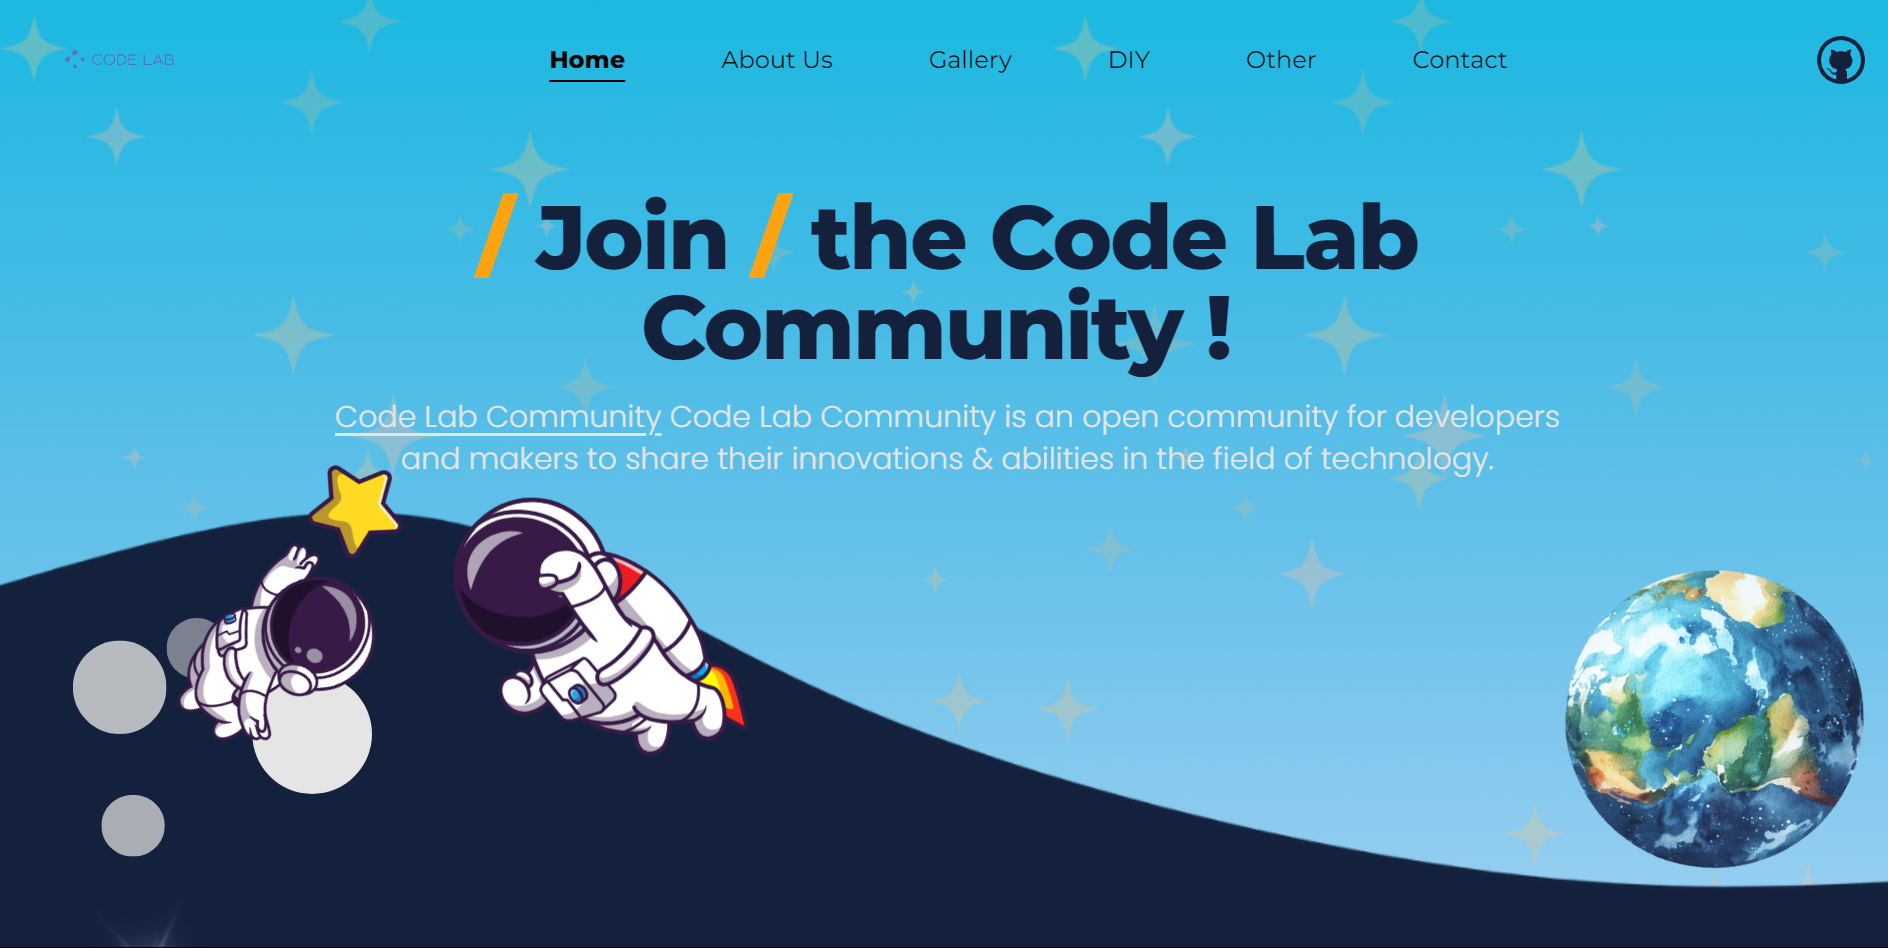 CODE LAB
Home About Us Gallery DIY Other Contact
/ Join / the Code Lab
Community !
Code Lab Community Code Lab Community is an open community for developers
and makers to share their innovations & abilities in the field of technology.